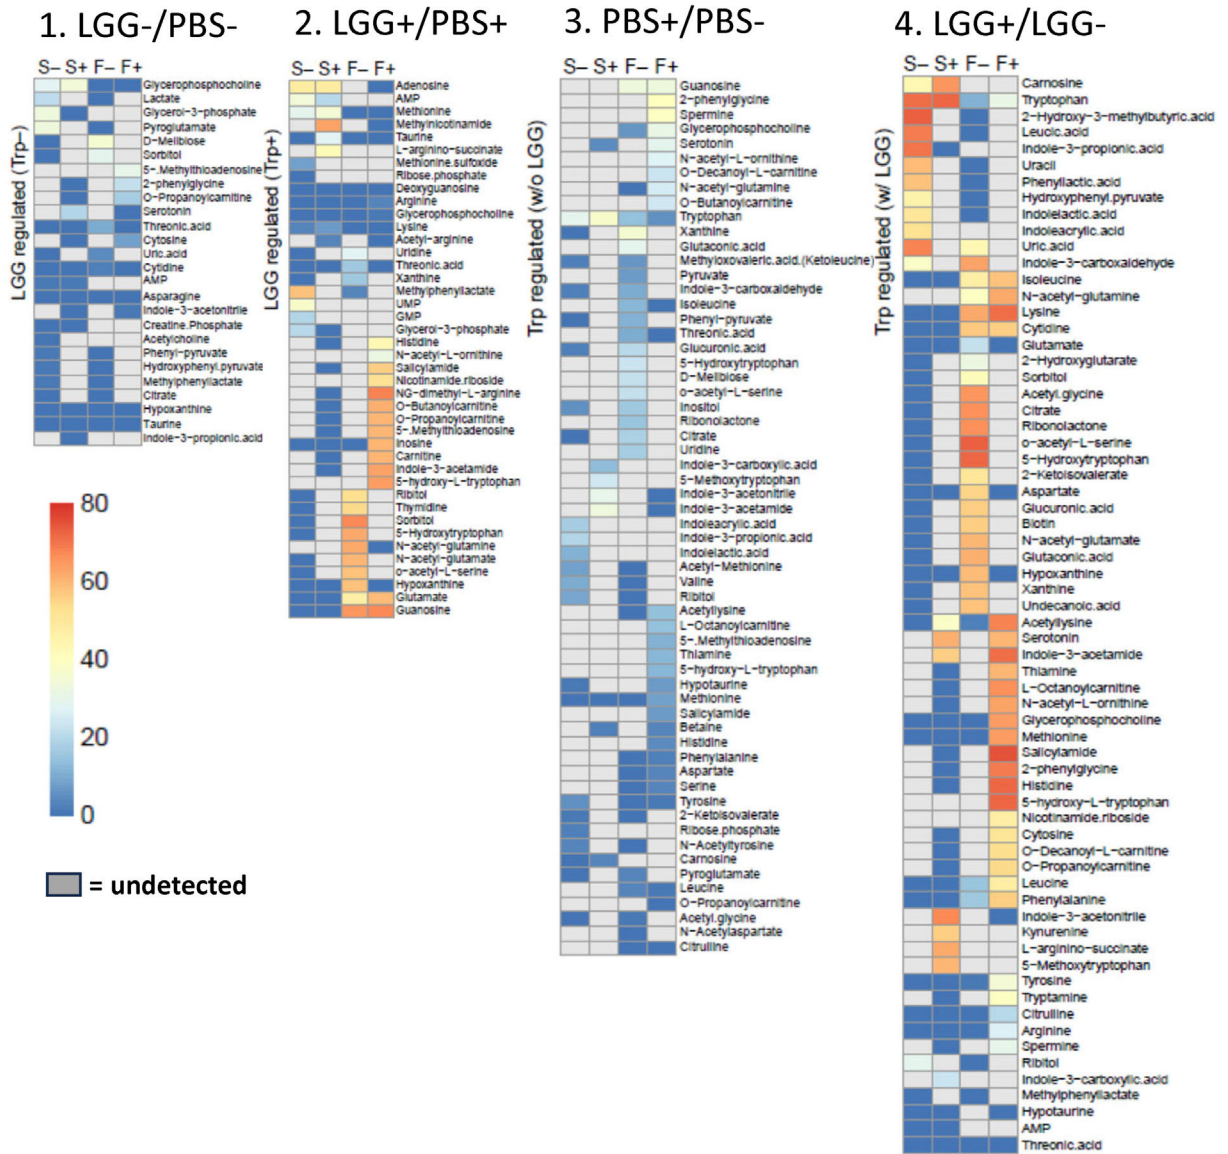 1. LGG-/PBS-
S− S+ F− F+
LGG regulated (Trp−)
Glycerophosphocholine
Lactate
Glycerol−3−phosphate
Pyroglutamate
D−Melibiose
Sorbitol
5−.Methylthioadenosine
2−phenylglycine
O−Propanoylcarnitine
Serotonin
Threonic.acid
Cytosine
Uric.acid
Cytidine
AMP
Asparagine
Indole−3−acetonitrile
Creatine.Phosphate
Acetylcholine
Phenyl−pyruvate
Hydroxyphenyl.pyruvate
Methylphenyllactate
Citrate
Hypoxanthine
Taurine
Indole−3−propionic.acid
80
60
40
20
0
= undetected
2. LGG+/PBS+
S− S+ F− F+
LGG regulated (Trp+)
Adenosine
AMP
Methionine
Methylnicotinamide
Taurine
L−arginino−succinate
Methionine.sulfoxide
Ribose.phosphate
Deoxyguanosine
Arginine
Glycerophosphocholine
Lysine
Acetyl−arginine
Uridine
Threonic.acid
Xanthine
Methylphenyllactate
UMP
GMP
Glycerol−3−phosphate
Histidine
N−acetyl−L−ornithine
Salicylamide
Nicotinamide.riboside
NG−dimethyl−L−arginine
O−Butanoylcarnitine
O−Propanoylcarnitine
5−.Methylthioadenosine
Inosine
Carnitine
Indole−3−acetamide
5−hydroxy−L−tryptophan
Ribitol
Thymidine
Sorbitol
5−Hydroxytryptophan
N−acetyl−glutamine
N−acetyl−glutamate
o−acetyl−L−serine
Hypoxanthine
Glutamate
Guanosine
3. PBS+/PBS-
S− S+ F− F+
Trp regulated (w/o LGG)
Guanosine
2−phenylglycine
Spermine
Glycerophosphocholine
Serotonin
N−acetyl−L−ornithine
O−Decanoyl−L−carnitine
N−acetyl−glutamine
O−Butanoylcarnitine
Tryptophan
Xanthine
Glutaconic.acid
Methyloxovaleric.acid.(Ketoleucine)
Pyruvate
Indole−3−carboxaldehyde
Isoleucine
Phenyl−pyruvate
Threonic.acid
Glucuronic.acid
5−Hydroxytryptophan
D−Melibiose
o−acetyl−L−serine
Inositol
Ribonolactone
Citrate
Uridine
Indole−3−carboxylic.acid
5−Methoxytryptophan
Indole−3−acetonitrile
Indole−3−acetamide
Indoleacrylic.acid
Indole−3−propionic.acid
Indolelactic.acid
Acetyl−Methionine
Valine
Ribitol
Acetyllysine
L−Octanoylcarnitine
5−.Methylthioadenosine
Thiamine
5−hydroxy−L−tryptophan
Hypotaurine
Methionine
Salicylamide
Betaine
Histidine
Phenylalanine
Aspartate
Serine
Tyrosine
2−Ketoisovalerate
Ribose.phosphate
N−Acetyltyrosine
Carnosine
Pyroglutamate
Leucine
O−Propanoylcarnitine
Acetyl.glycine
N−Acetylaspartate
Citrulline
4. LGG+/LGG-
S− S+ F− F+
Trp regulated (w/ LGG)
Carnosine
Tryptophan
2−Hydroxy−3−methylbutyric.acid
Leucic.acid
Indole−3−propionic.acid
Uracil
Phenyllactic.acid
Hydroxyphenyl.pyruvate
Indolelactic.acid
Indoleacrylic.acid
Uric.acid
Indole−3−carboxaldehyde
Isoleucine
N−acetyl−glutamine
Lysine
Cytidine
Glutamate
2−Hydroxyglutarate
Sorbitol
Acetyl.glycine
Citrate
Ribonolactone
o−acetyl−L−serine
5−Hydroxytryptophan
2−Ketoisovalerate
Aspartate
Glucuronic.acid
Biotin
N−acetyl−glutamate
Glutaconic.acid
Hypoxanthine
Xanthine
Undecanoic.acid
Acetyllysine
Serotonin
Indole−3−acetamide
Thiamine
L−Octanoylcarnitine
N−acetyl−L−ornithine
Glycerophosphocholine
Methionine
Salicylamide
2−phenylglycine
Histidine
5−hydroxy−L−tryptophan
Nicotinamide.riboside
Cytosine
O−Decanoyl−L−carnitine
O−Propanoylcarnitine
Leucine
Phenylalanine
Indole−3−acetonitrile
Kynurenine
L−arginino−succinate
5−Methoxytryptophan
Tyrosine
Tryptamine
Citrulline
Arginine
Spermine
Ribitol
Indole−3−carboxylic.acid
Methylphenyllactate
Hypotaurine
AMP
Threonic.acid